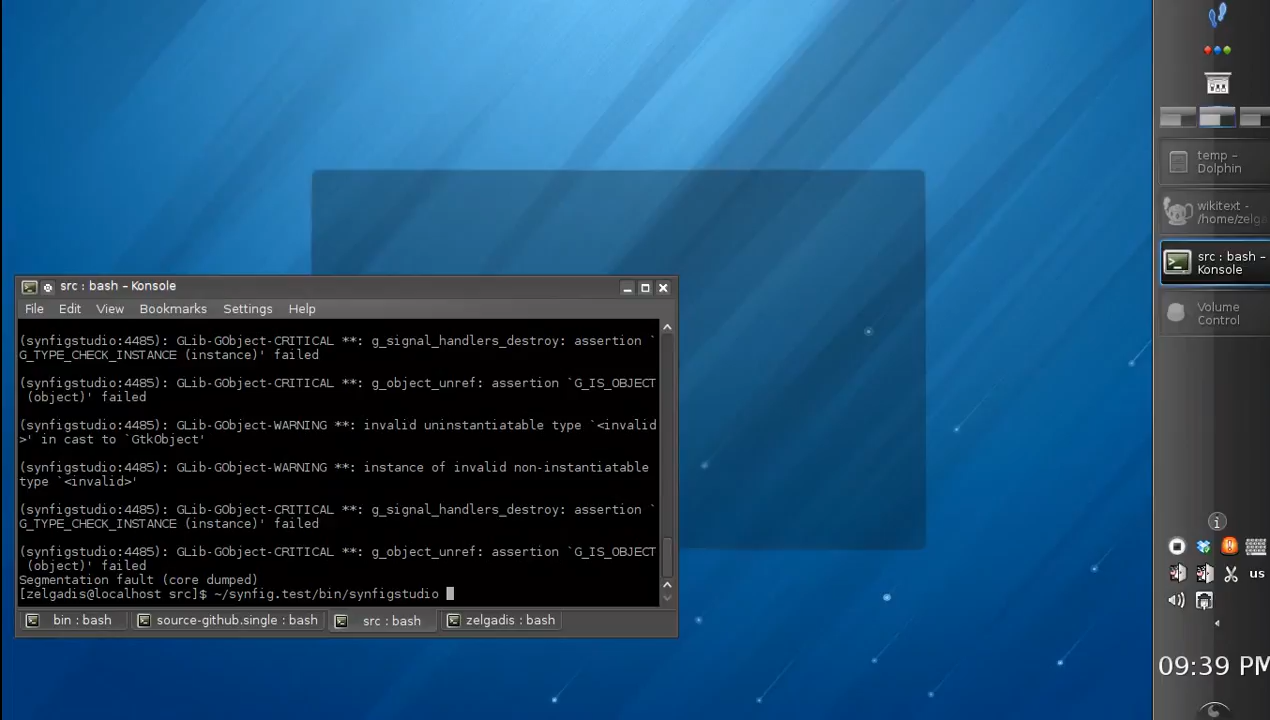 temp –
Dolphin
wikitext -
/home/zelga
src : bash –
Konsole
Volume
Control
src : bash – Konsole
File Edit View Bookmarks Settings Help
(synfigstudio:4485): GLib-GObject-CRITICAL **: g_signal_handlers_destroy: assertion `
G_TYPE_CHECK_INSTANCE (instance)' failed
(synfigstudio:4485): GLib-GObject-CRITICAL **: g_object_unref: assertion `G_IS_OBJECT
(object)' failed
(synfigstudio:4485): GLib-GObject-WARNING **: invalid uninstantiatable type `<invalid
>' in cast to `GtkObject'
(synfigstudio:4485): GLib-GObject-WARNING **: instance of invalid non-instantiatable
type `<invalid>'
(synfigstudio:4485): GLib-GObject-CRITICAL **: g_signal_handlers_destroy: assertion `
G_TYPE_CHECK_INSTANCE (instance)' failed
(synfigstudio:4485): GLib-GObject-CRITICAL **: g_object_unref: assertion `G_IS_OBJECT
(object)' failed
Segmentation fault (core dumped)
[zelgadis@localhost src]$ ~/synfig.test/bin/synfigstudio
bin : bash source-github.single : bash src : bash zelgadis : bash
us
09:39 PM